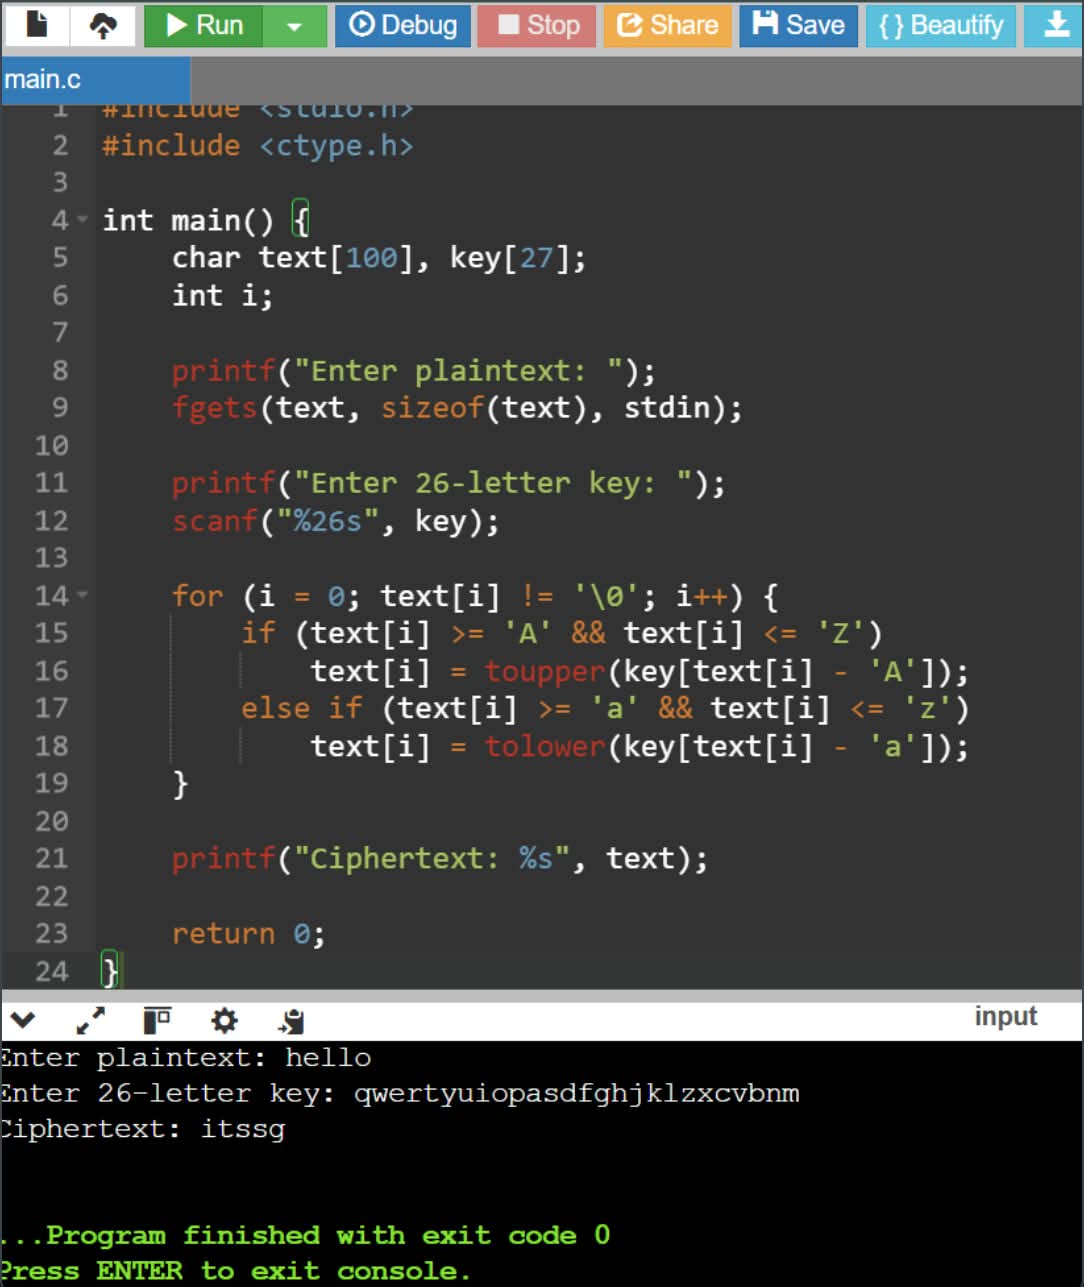 Run
Debug
Stop
Share
Save
{ } Beautify
main.c
1 #include <stdio.h>
2 #include <ctype.h>
3
4 int main() {
5     char text[100], key[27];
6     int i;
7
8     printf("Enter plaintext: ");
9     fgets(text, sizeof(text), stdin);
10
11     printf("Enter 26-letter key: ");
12     scanf("%26s", key);
13
14     for (i = 0; text[i] != '\0'; i++) {
15         if (text[i] >= 'A' && text[i] <= 'Z')
16             text[i] = toupper(key[text[i] - 'A']);
17         else if (text[i] >= 'a' && text[i] <= 'z')
18             text[i] = tolower(key[text[i] - 'a']);
19     }
20
21     printf("Ciphertext: %s", text);
22
23     return 0;
24 }
input
Enter plaintext: hello
Enter 26-letter key: qwertyuiopasdfghjklzxcvbnm
Ciphertext: itssg
...Program finished with exit code 0
Press ENTER to exit console.